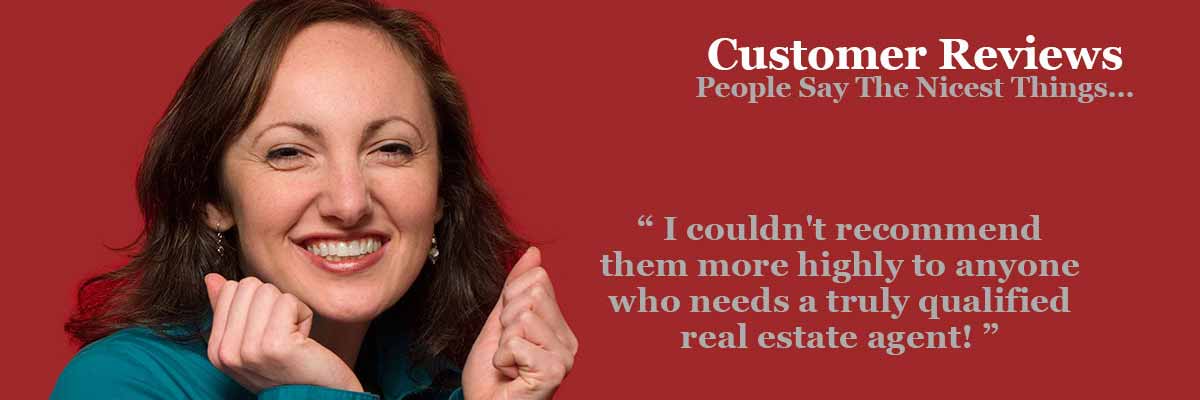 Customer Reviews
People Say The Nicest Things...
“ I couldn't recommend
them more highly to anyone
who needs a truly qualified
real estate agent! ”